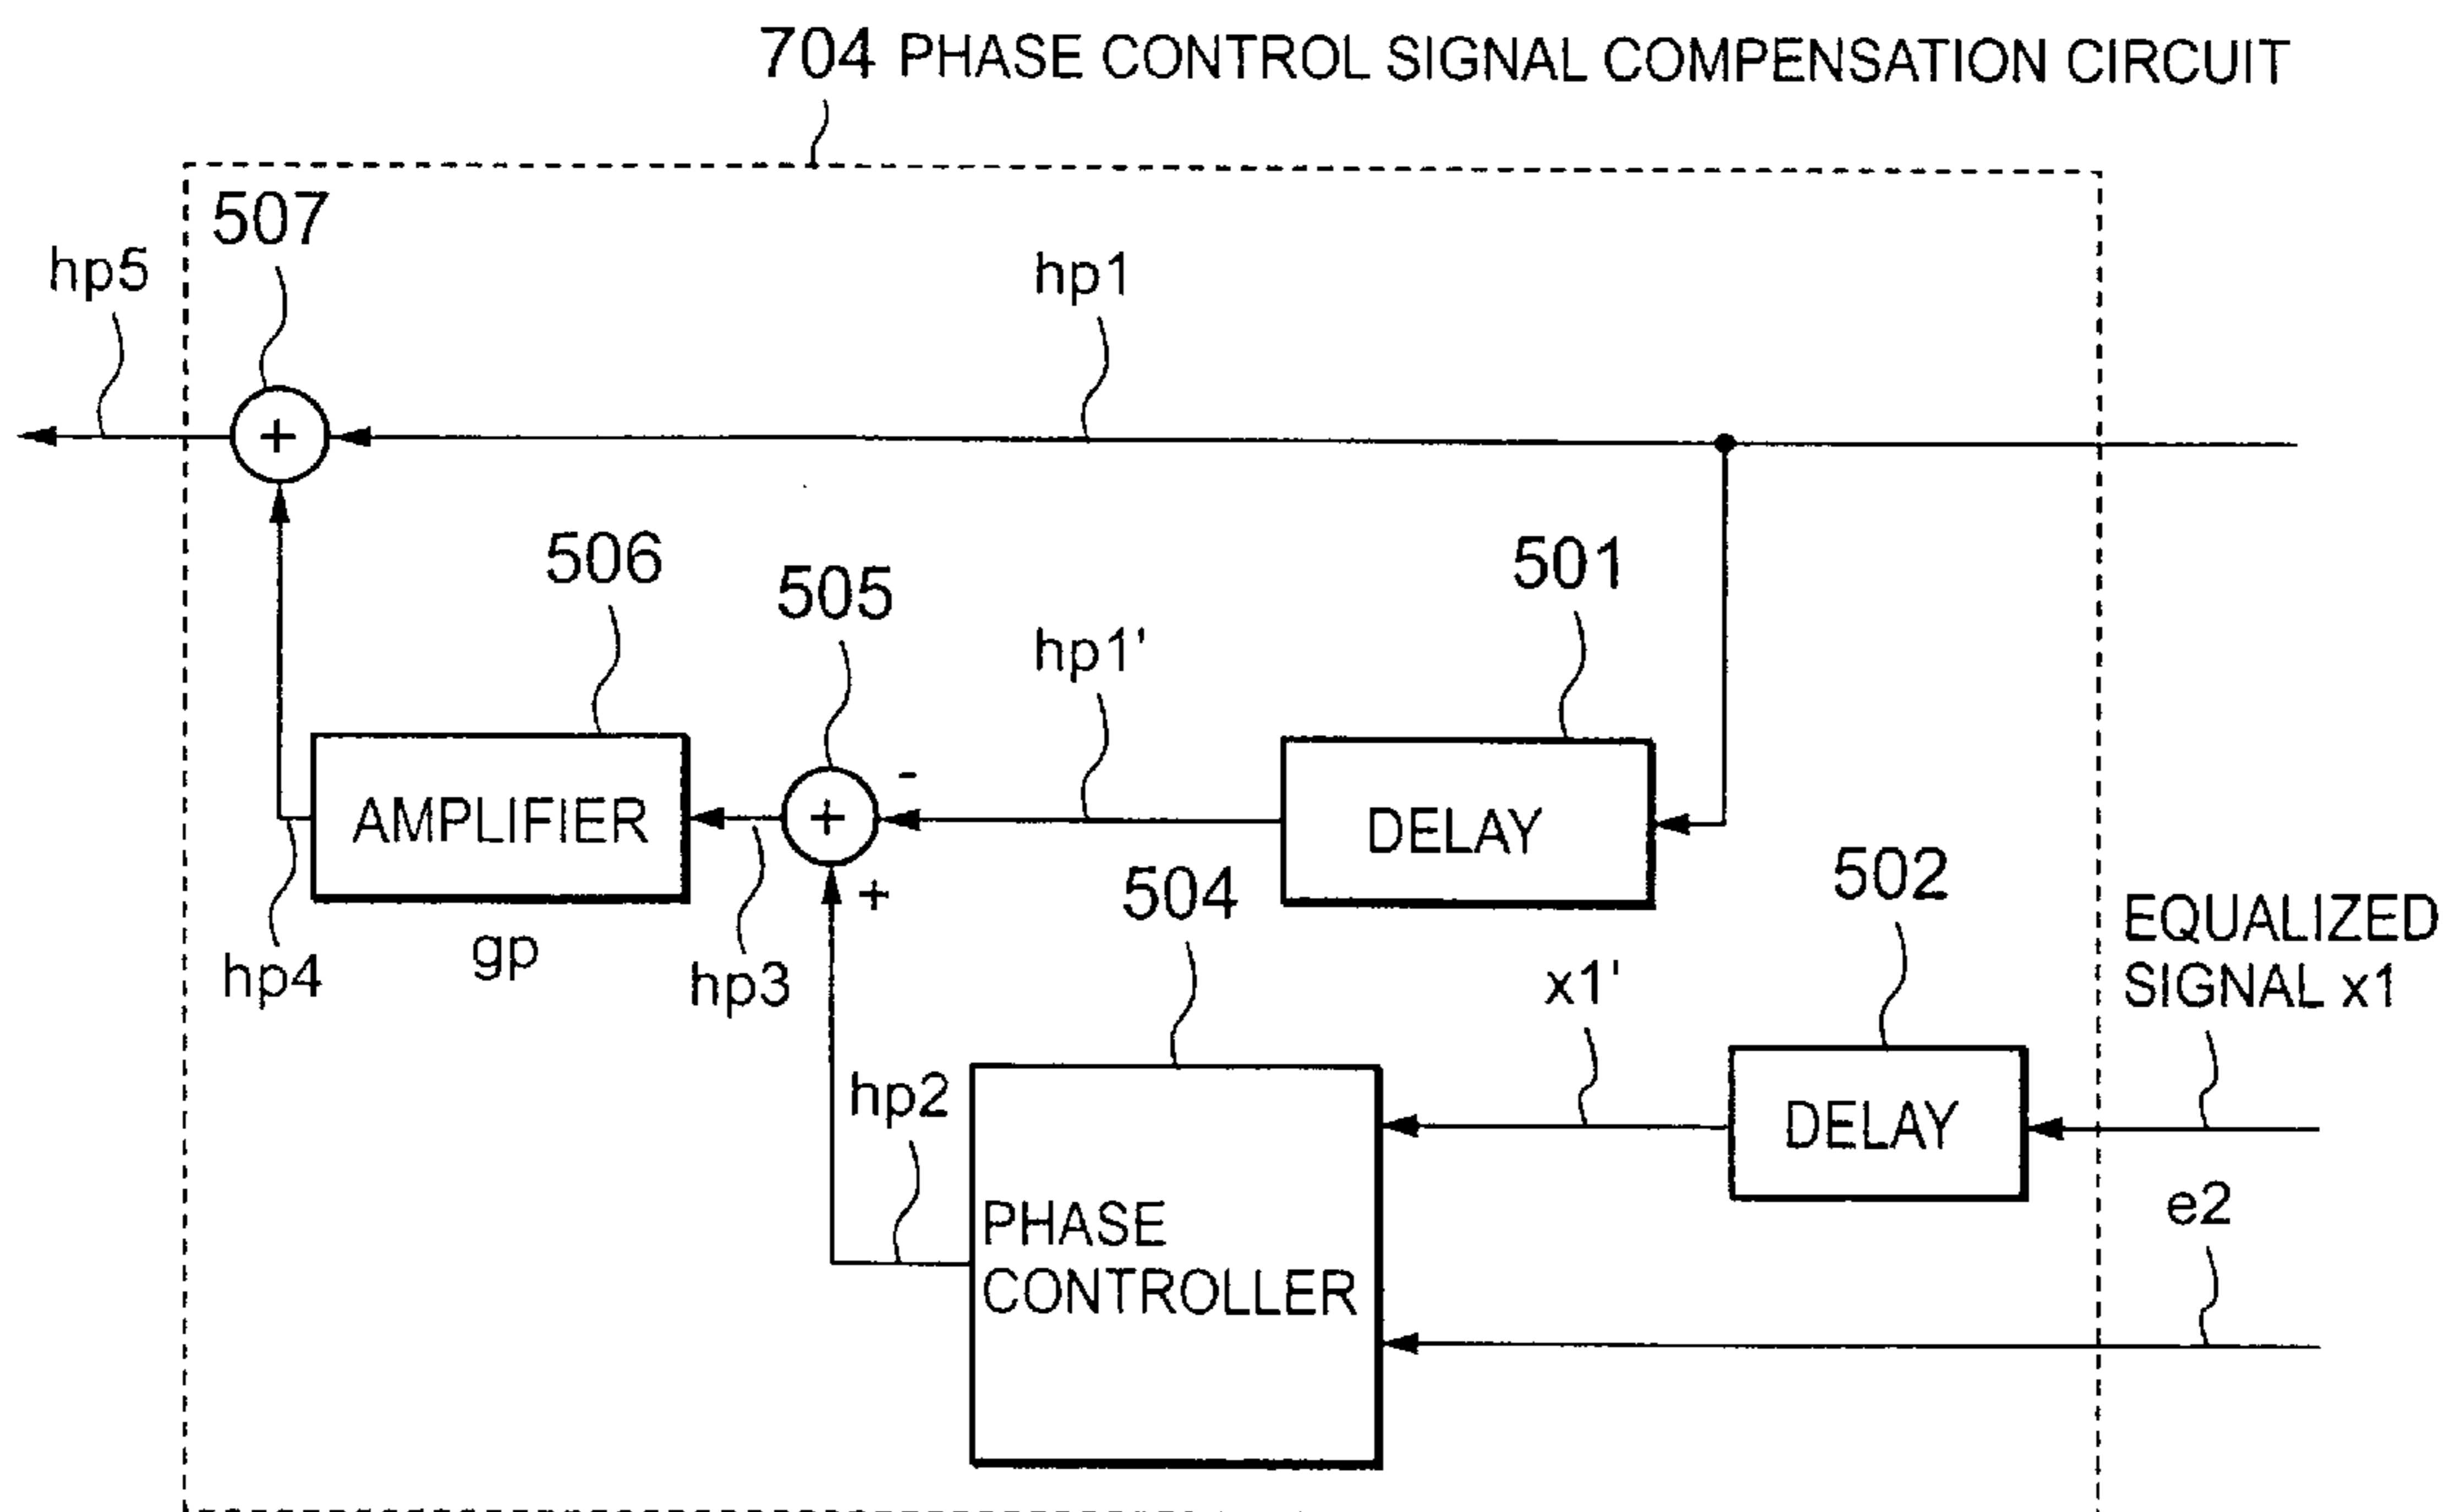 704 PHASE CONTROL SIGNAL COMPENSATION CIRCUIT
507
hp5
hp1
+
506
505
501
hp1'
-
AMPLIFIER
+
DELAY
+
504
502
EQUALIZED
SIGNAL x1
hp4
gp
hp3
x1'
hp2
DELAY
PHASE
CONTROLLER
e2